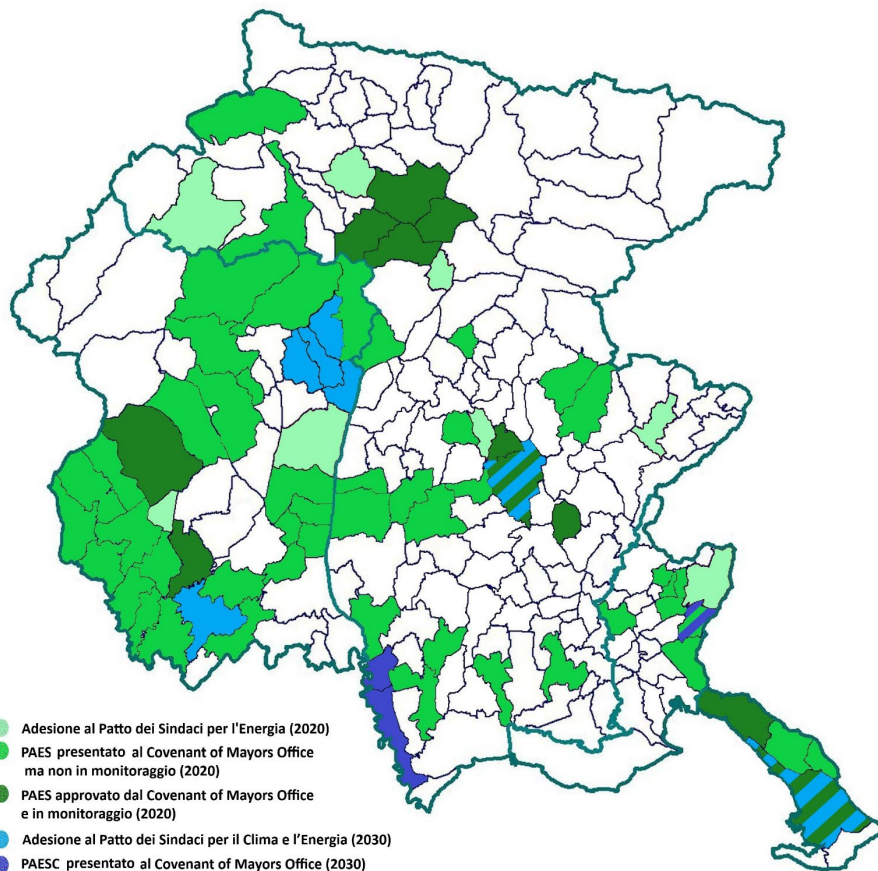 Adesione al Patto dei Sindaci per l'Energia (2020)
PAES presentato al Covenant of Mayors Office
ma non in monitoraggio (2020)
PAES approvato dal Covenant of Mayors Office
e in monitoraggio (2020)
Adesione al Patto dei Sindaci per il Clima e l'Energia (2030)
PAESC presentato al Covenant of Mayors Office (2030)